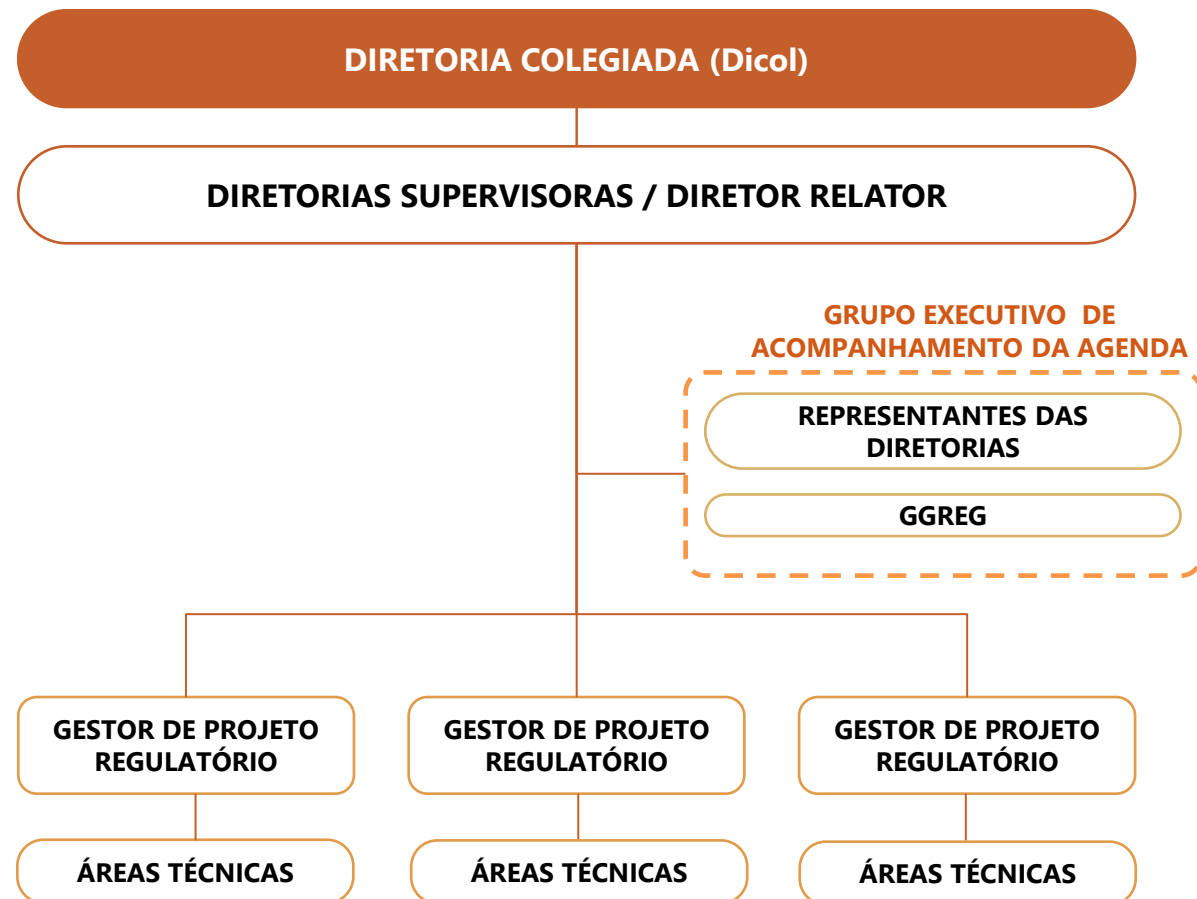 DIRETORIA COLEGIADA (Dicol)
DIRETORIAS SUPERVISORAS / DIRETOR RELATOR
GRUPO EXECUTIVO DE
ACOMPANHAMENTO DA AGENDA
REPRESENTANTES DAS
DIRETORIAS
GGREG
GESTOR DE PROJETO
REGULATÓRIO
GESTOR DE PROJETO
REGULATÓRIO
GESTOR DE PROJETO
REGULATÓRIO
ÁREAS TÉCNICAS
ÁREAS TÉCNICAS
ÁREAS TÉCNICAS